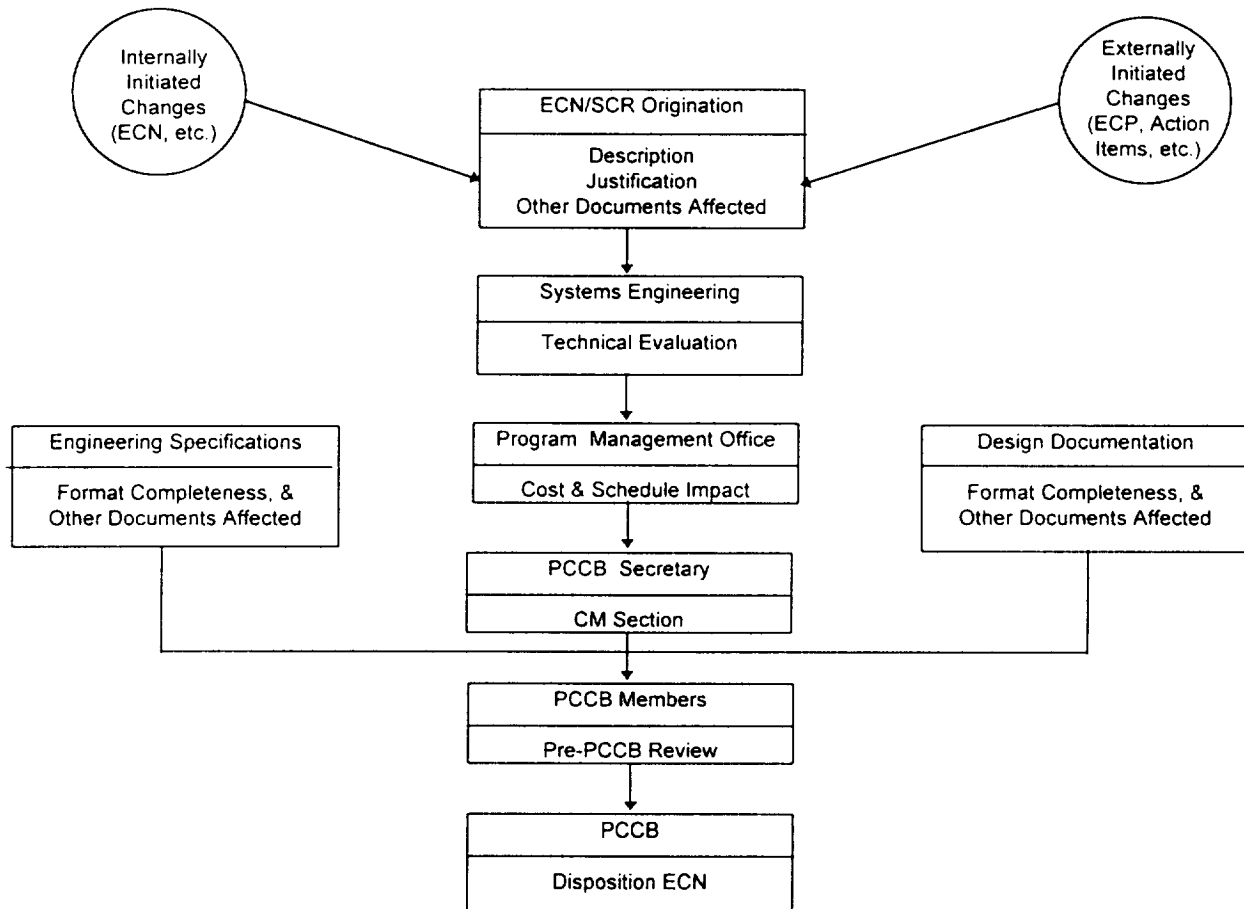 Internally
Initiated
Changes
(ECN, etc.)
Externally
Initiated
Changes
(ECP, Action
Items, etc.)
ECN/SCR Origination
Description
Justification
Other Documents Affected
Systems Engineering
Technical Evaluation
Engineering Specifications
Format Completeness, &
Other Documents Affected
Program Management Office
Cost & Schedule Impact
Design Documentation
Format Completeness, &
Other Documents Affected
PCCB Secretary
CM Section
PCCB Members
Pre-PCCB Review
PCCB
Disposition ECN